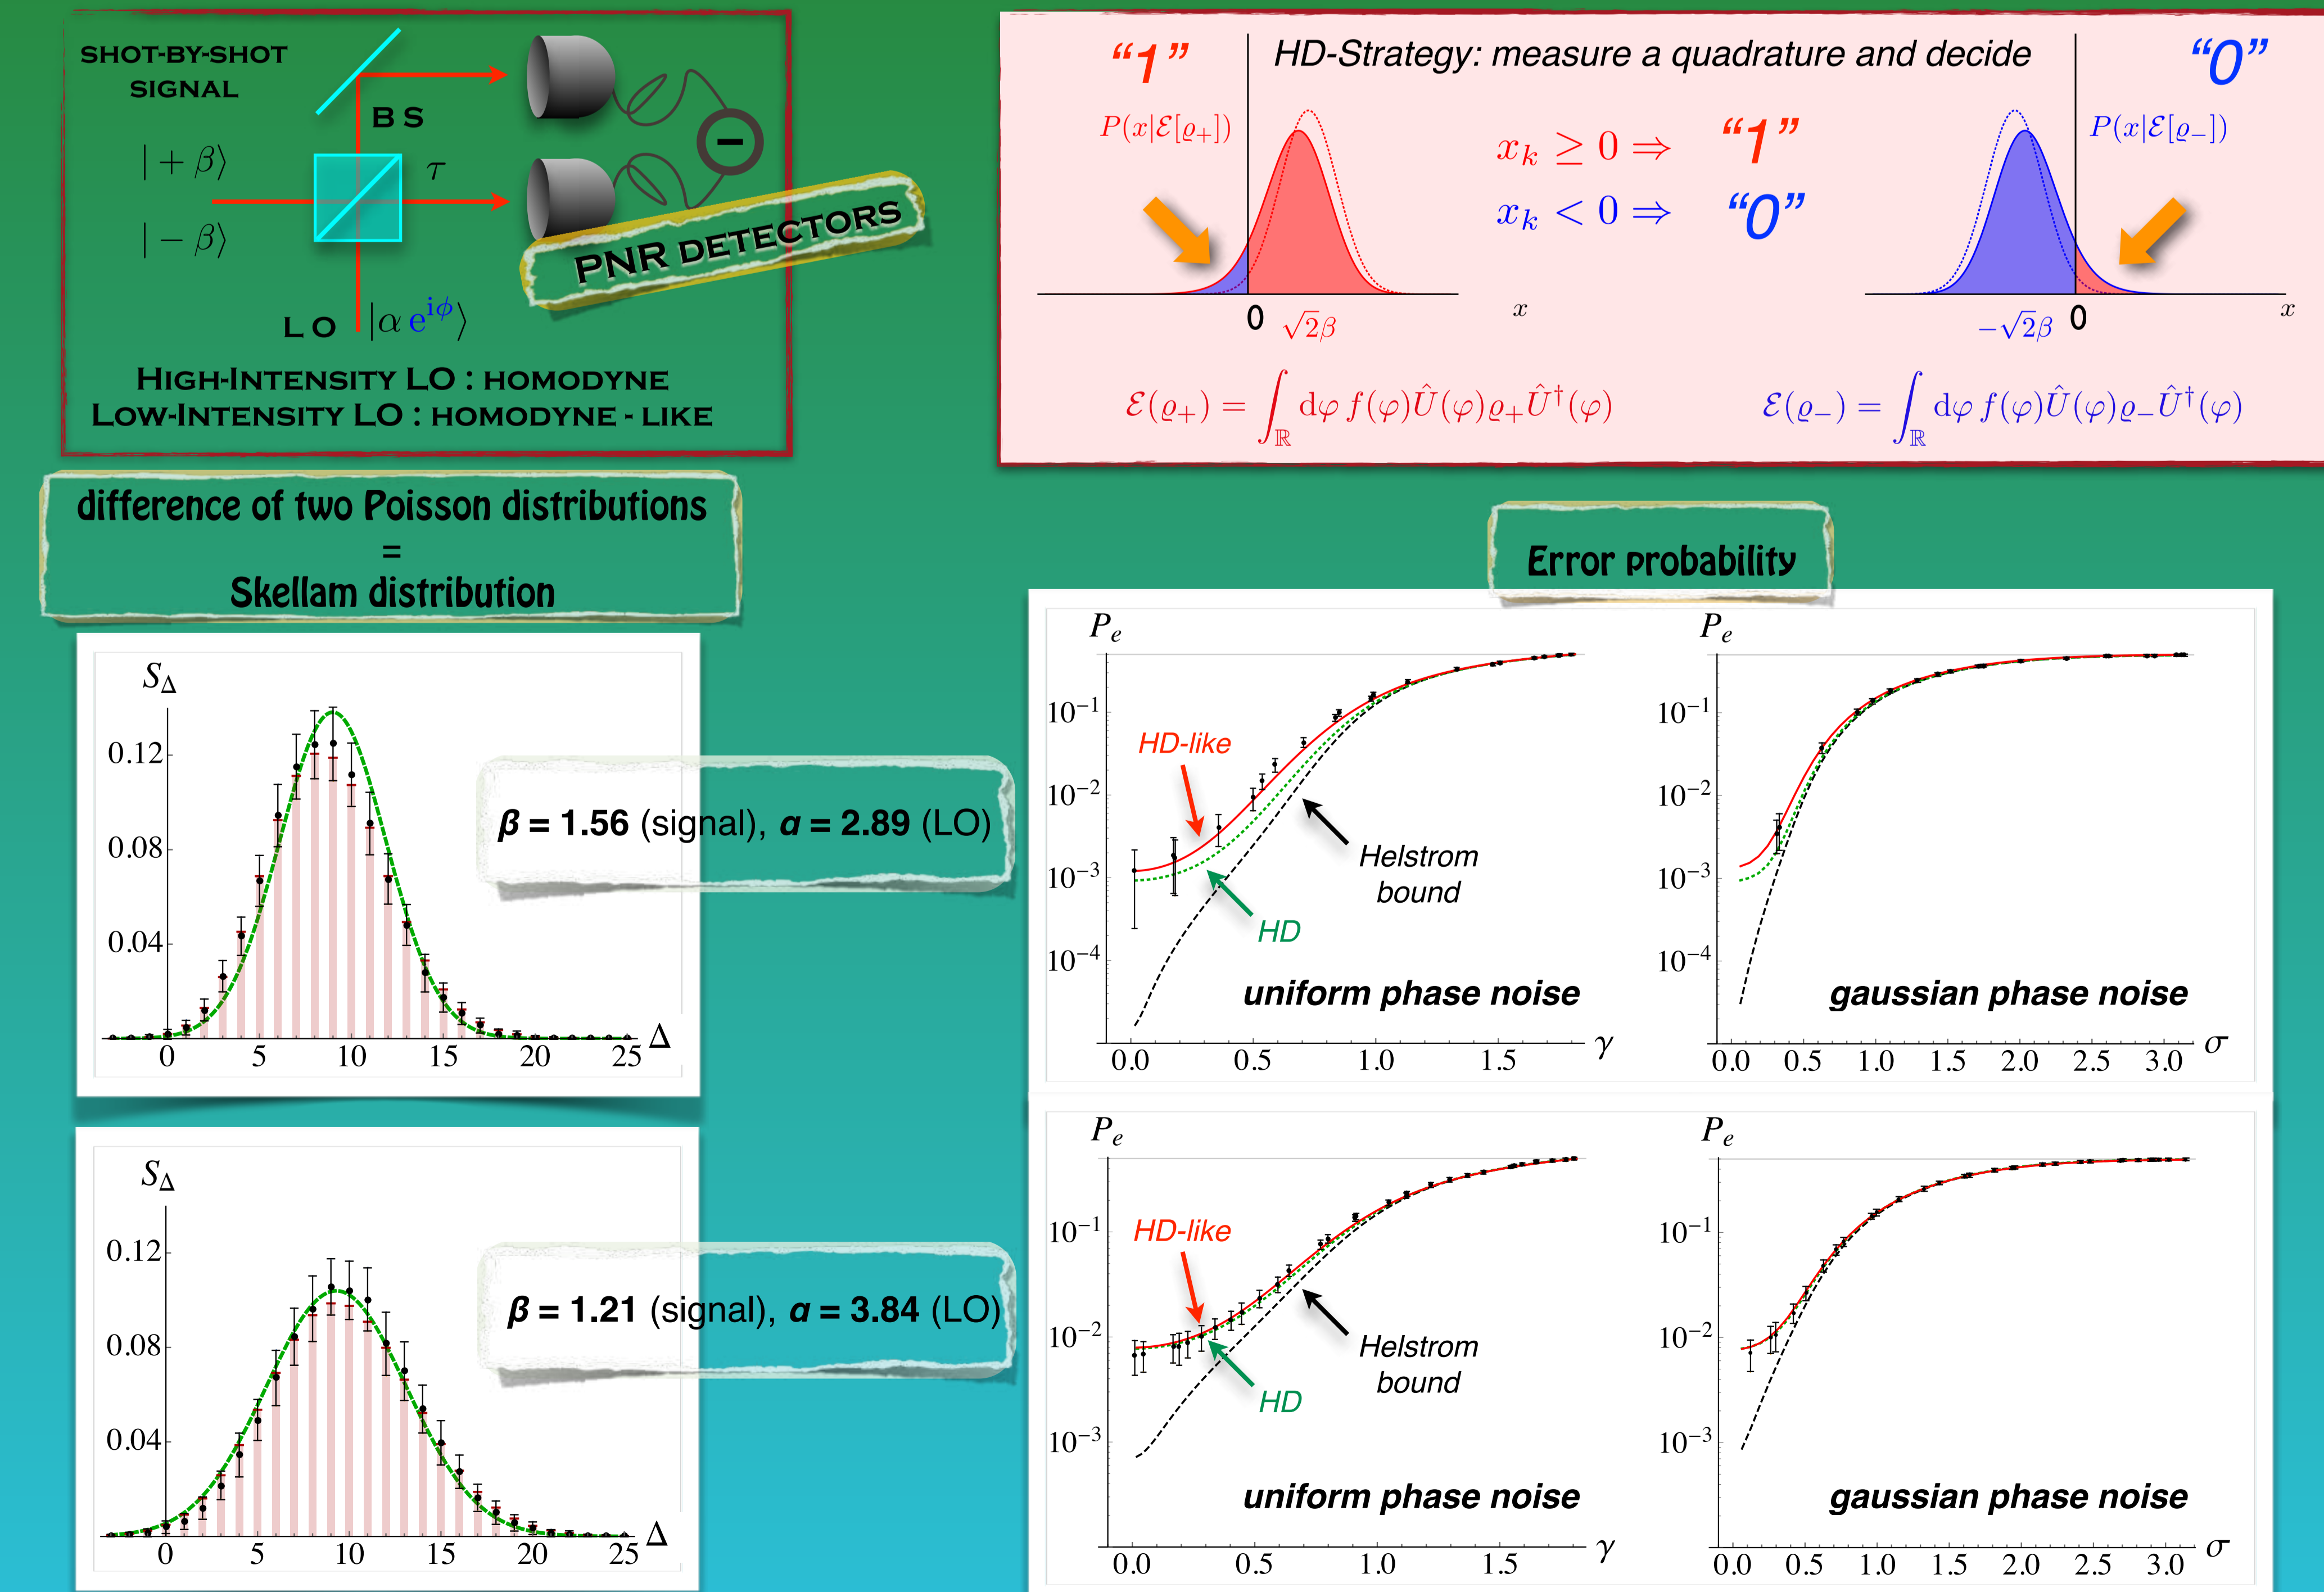 SHOT-BY-SHOT
SIGNAL
BS
|+β⟩
τ
|−β⟩
LO |α e^{iφ}⟩
−
PNR DETECTORS
HIGH-INTENSITY LO : HOMODYNE
LOW-INTENSITY LO : HOMODYNE - LIKE
“1” HD-Strategy: measure a quadrature and decide “0”
P(x|ℰ[ϱ₊]) P(x|ℰ[ϱ₋])
x_k ≥ 0 ⇒ “1”
x_k < 0 ⇒ “0”
0 √2β x −√2β 0 x
ℰ(ϱ₊) = ∫_ℝ dφ f(φ)Û(φ)ϱ₊Û†(φ) ℰ(ϱ₋) = ∫_ℝ dφ f(φ)Û(φ)ϱ₋Û†(φ)
difference of two Poisson distributions
=
Skellam distribution
S_Δ
0.12
0.08
0.04
0 5 10 15 20 25 Δ
β = 1.56 (signal), α = 2.89 (LO)
S_Δ
0.12
0.08
0.04
0 5 10 15 20 25 Δ
β = 1.21 (signal), α = 3.84 (LO)
Error probability
P_e
10⁻¹
10⁻²
10⁻³
10⁻⁴
HD-like
HD
Helstrom
bound
uniform phase noise
0.0 0.5 1.0 1.5 γ
P_e
10⁻¹
10⁻²
10⁻³
10⁻⁴
gaussian phase noise
0.0 0.5 1.0 1.5 2.0 2.5 3.0 σ
P_e
10⁻¹
10⁻²
10⁻³
HD-like
HD
Helstrom
bound
uniform phase noise
0.0 0.5 1.0 1.5 γ
P_e
10⁻¹
10⁻²
10⁻³
gaussian phase noise
0.0 0.5 1.0 1.5 2.0 2.5 3.0 σ